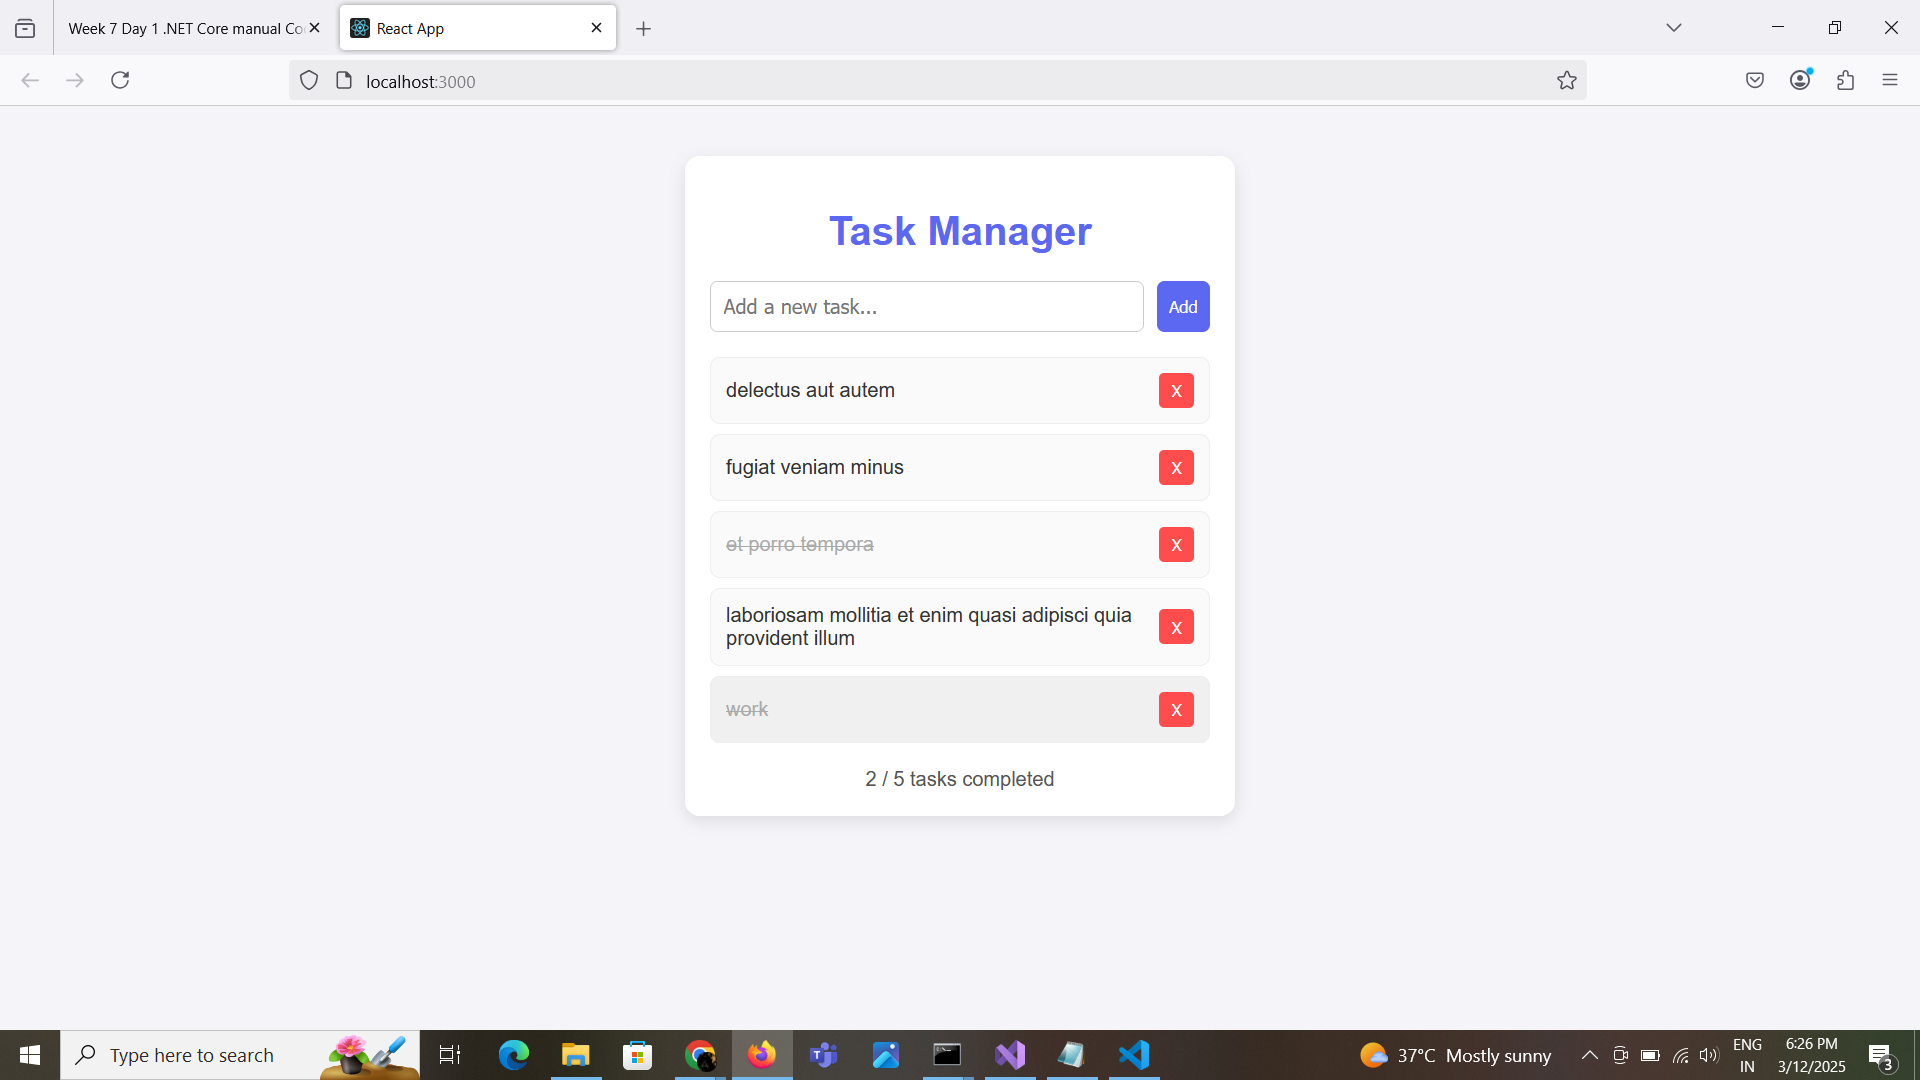 Week 7 Day 1 .NET Core manual Co
React App
localhost:3000
Task Manager
Add a new task...
Add
delectus aut autem
X
fugiat veniam minus
X
et porro tempora
X
laboriosam mollitia et enim quasi adipisci quia
provident illum
X
work
X
2 / 5 tasks completed
Type here to search
37°C Mostly sunny
ENG
IN
6:26 PM
3/12/2025
3